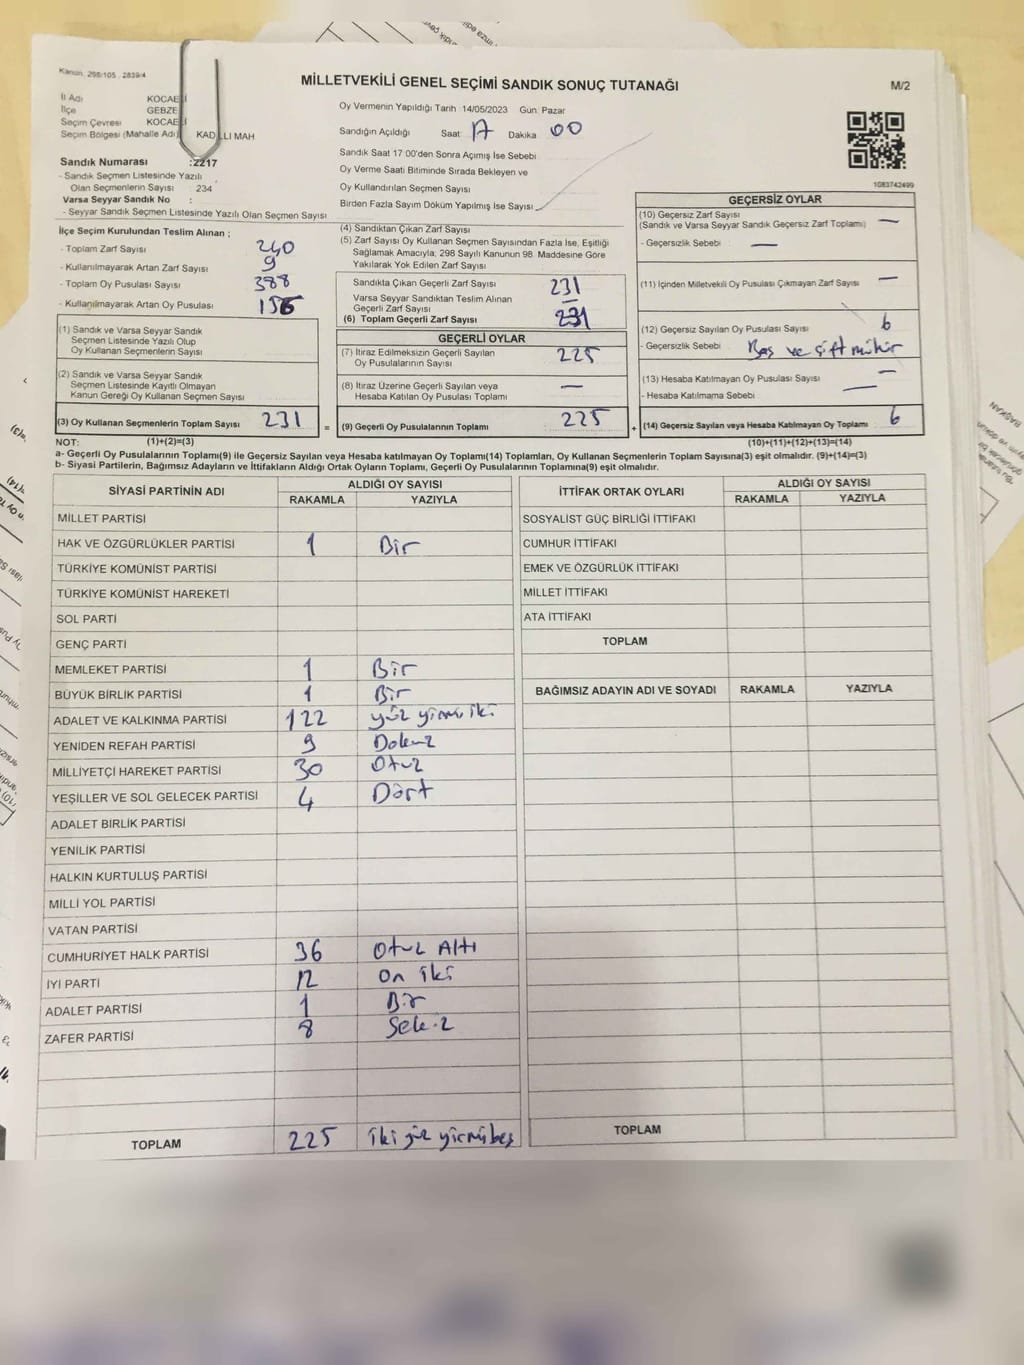 Kanun, 298/105, 2839/4
MİLLETVEKİLİ GENEL SEÇİMİ SANDIK SONUÇ TUTANAĞI
M/2
İl Adı KOCAELİ
İlçe GEBZE
Seçim Çevresi KOCAELİ
Seçim Bölgesi (Mahalle Adı) KADILLI MAH
Sandık Numarası :2217
- Sandık Seçmen Listesinde Yazılı
Olan Seçmenlerin Sayısı : 234
Varsa Seyyar Sandık No :
- Seyyar Sandık Seçmen Listesinde Yazılı Olan Seçmen Sayısı
Oy Vermenin Yapıldığı Tarih 14/05/2023 Gün: Pazar
Sandığın Açıldığı Saat 17 Dakika 00
Sandık Saat 17:00'den Sonra Açımış İse Sebebi
Oy Verme Saati Bitiminde Sırada Bekleyen ve
Oy Kullandırılan Seçmen Sayısı
Birden Fazla Sayım Döküm Yapılmış İse Sayısı
1083742499
İlçe Seçim Kurulundan Teslim Alınan ;
- Toplam Zarf Sayısı 240
- Kullanılmayarak Artan Zarf Sayısı 9
- Toplam Oy Pusulası Sayısı 388
- Kullanılmayarak Artan Oy Pusulası
(1) Sandık ve Varsa Seyyar Sandık
Seçmen Listesinde Yazılı Olup
Oy Kullanan Seçmenlerin Sayısı
(2) Sandık ve Varsa Seyyar Sandık
Seçmen Listesinde Kayıtlı Olmayan
Kanun Gereği Oy Kullanan Seçmen Sayısı
(3) Oy Kullanan Seçmenlerin Toplam Sayısı 231 =
(4) Sandıktan Çıkan Zarf Sayısı
(5) Zarf Sayısı Oy Kullanan Seçmen Sayısından Fazla İse, Eşitliği
Sağlamak Amacıyla; 298 Sayılı Kanunun 98. Maddesine Göre
Yakılarak Yok Edilen Zarf Sayısı
Sandıkta Çıkan Geçerli Zarf Sayısı 231
Varsa Seyyar Sandıktan Teslim Alınan
Geçerli Zarf Sayısı —
(6) Toplam Geçerli Zarf Sayısı 231
GEÇERLİ OYLAR
(7) İtiraz Edilmeksizin Geçerli Sayılan
Oy Pusulalarının Sayısı 225
(8) İtiraz Üzerine Geçerli Sayılan veya
Hesaba Katılan Oy Pusulası Toplamı —
(9) Geçerli Oy Pusulalarının Toplamı 225 +
GEÇERSİZ OYLAR
(10) Geçersiz Zarf Sayısı
(Sandık ve Varsa Seyyar Sandık Geçersiz Zarf Toplamı) —
- Geçersizlik Sebebi : —
(11) İçinden Milletvekili Oy Pusulası Çıkmayan Zarf Sayısı —
(12) Geçersiz Sayılan Oy Pusulası Sayısı 6
- Geçersizlik Sebebi : Boş ve çift mühür
(13) Hesaba Katılmayan Oy Pusulası Sayısı —
- Hesaba Katılmama Sebebi —
(14) Geçersiz Sayılan veya Hesaba Katılmayan Oy Toplamı 6
NOT: (1)+(2)=(3) (10)+(11)+(12)+(13)=(14)
a- Geçerli Oy Pusulalarının Toplamı(9) ile Geçersiz Sayılan veya Hesaba katılmayan Oy Toplamı(14) Toplamları, Oy Kullanan Seçmenlerin Toplam Sayısına(3) eşit olmalıdır. (9)+(14)=(3)
b- Siyasi Partilerin, Bağımsız Adayların ve İttifakların Aldığı Ortak Oyların Toplamı, Geçerli Oy Pusulalarının Toplamına(9) eşit olmalıdır.
SİYASİ PARTİNİN ADI ALDIĞI OY SAYISI
RAKAMLA YAZIYLA
MİLLET PARTİSİ
HAK VE ÖZGÜRLÜKLER PARTİSİ 1 Bir
TÜRKİYE KOMÜNİST PARTİSİ
TÜRKİYE KOMÜNİST HAREKETİ
SOL PARTİ
GENÇ PARTİ
MEMLEKET PARTİSİ 1 Bir
BÜYÜK BİRLİK PARTİSİ 1 Bir
ADALET VE KALKINMA PARTİSİ 122 yüz yirmi iki
YENİDEN REFAH PARTİSİ 9 Dokuz
MİLLİYETÇİ HAREKET PARTİSİ 30 Otuz
YEŞİLLER VE SOL GELECEK PARTİSİ 4 Dört
ADALET BİRLİK PARTİSİ
YENİLİK PARTİSİ
HALKIN KURTULUŞ PARTİSİ
MİLLİ YOL PARTİSİ
VATAN PARTİSİ
CUMHURİYET HALK PARTİSİ 36 Otuz Altı
İYİ PARTİ 12 On iki
ADALET PARTİSİ 1 Bir
ZAFER PARTİSİ 8 Sekiz
TOPLAM 225 iki yüz yirmi beş
İTTİFAK ORTAK OYLARI ALDIĞI OY SAYISI
RAKAMLA YAZIYLA
SOSYALİST GÜÇ BİRLİĞİ İTTİFAKI
CUMHUR İTTİFAKI
EMEK VE ÖZGÜRLÜK İTTİFAKI
MİLLET İTTİFAKI
ATA İTTİFAKI
TOPLAM
BAĞIMSIZ ADAYIN ADI VE SOYADI RAKAMLA YAZIYLA
TOPLAM